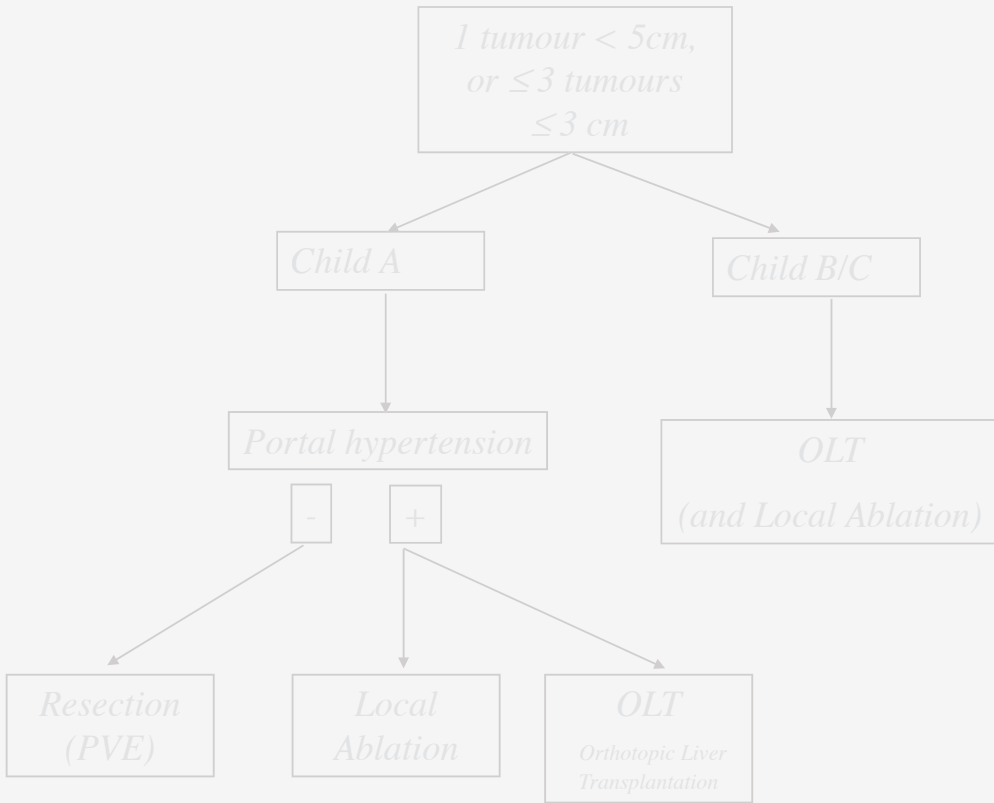 1 tumour < 5cm,
or ≤ 3 tumours
≤ 3 cm
Child A
Child B/C
Portal hypertension
-
+
OLT
(and Local Ablation)
Resection
(PVE)
Local
Ablation
OLT
Orthotopic Liver
Transplantation